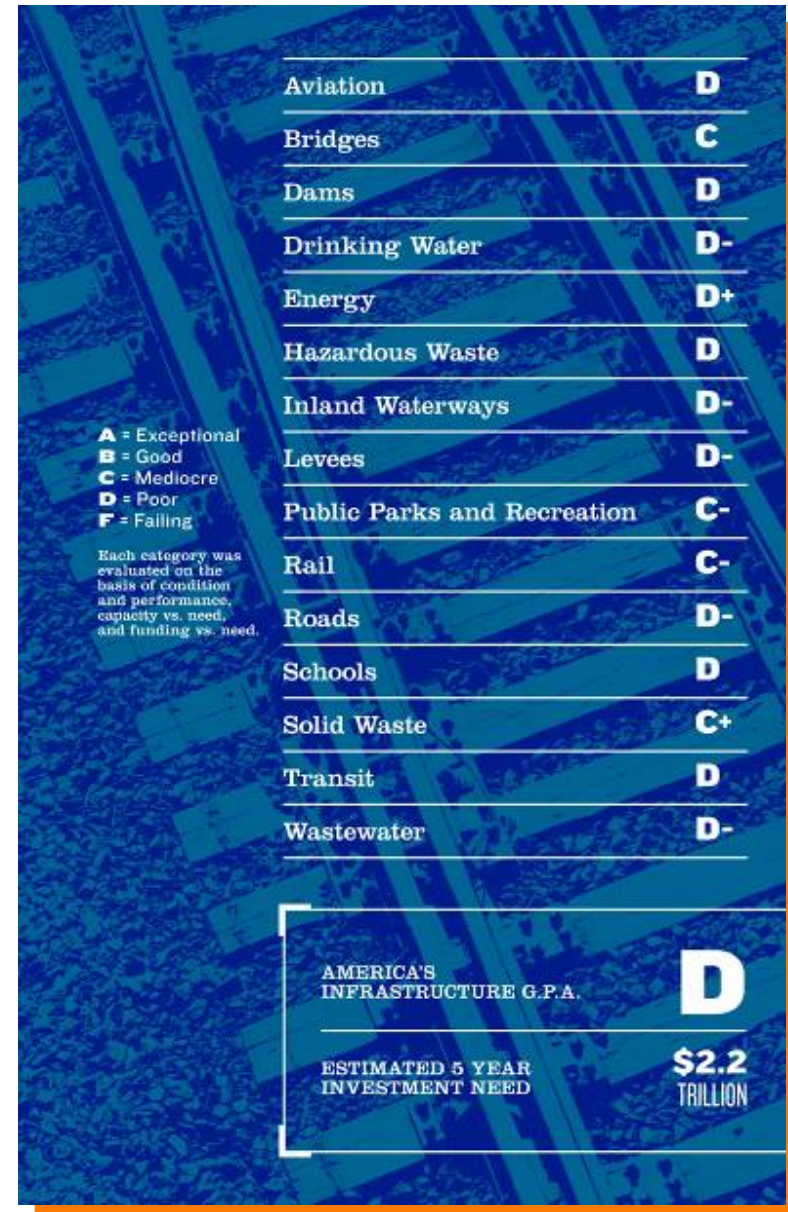 Aviation D
Bridges C
Dams D
Drinking Water D-
Energy D+
Hazardous Waste D
Inland Waterways D-
Levees D-
Public Parks and Recreation C-
Rail C-
Roads D-
Schools D
Solid Waste C+
Transit D
Wastewater D-
A = Exceptional
B = Good
C = Mediocre
D = Poor
F = Failing
Each category was
evaluated on the
basis of condition
and performance,
capacity vs. need,
and funding vs. need.
AMERICA'S
INFRASTRUCTURE G.P.A.
D
ESTIMATED 5 YEAR
INVESTMENT NEED
$2.2
TRILLION